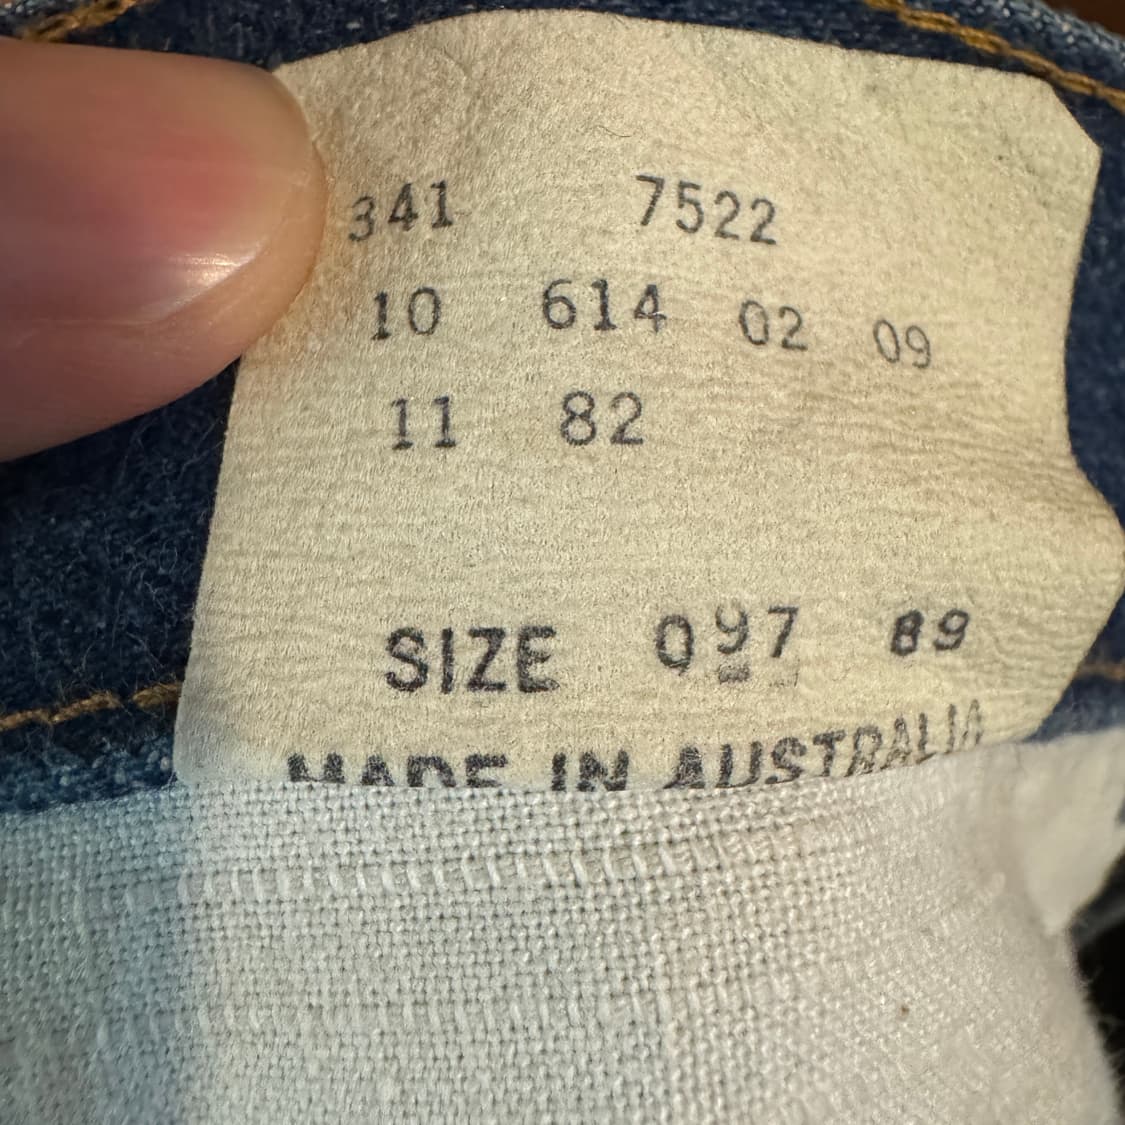 341 7522
10 614 02 09
11 82
SIZE 097 89
MADE IN AUSTRALIA